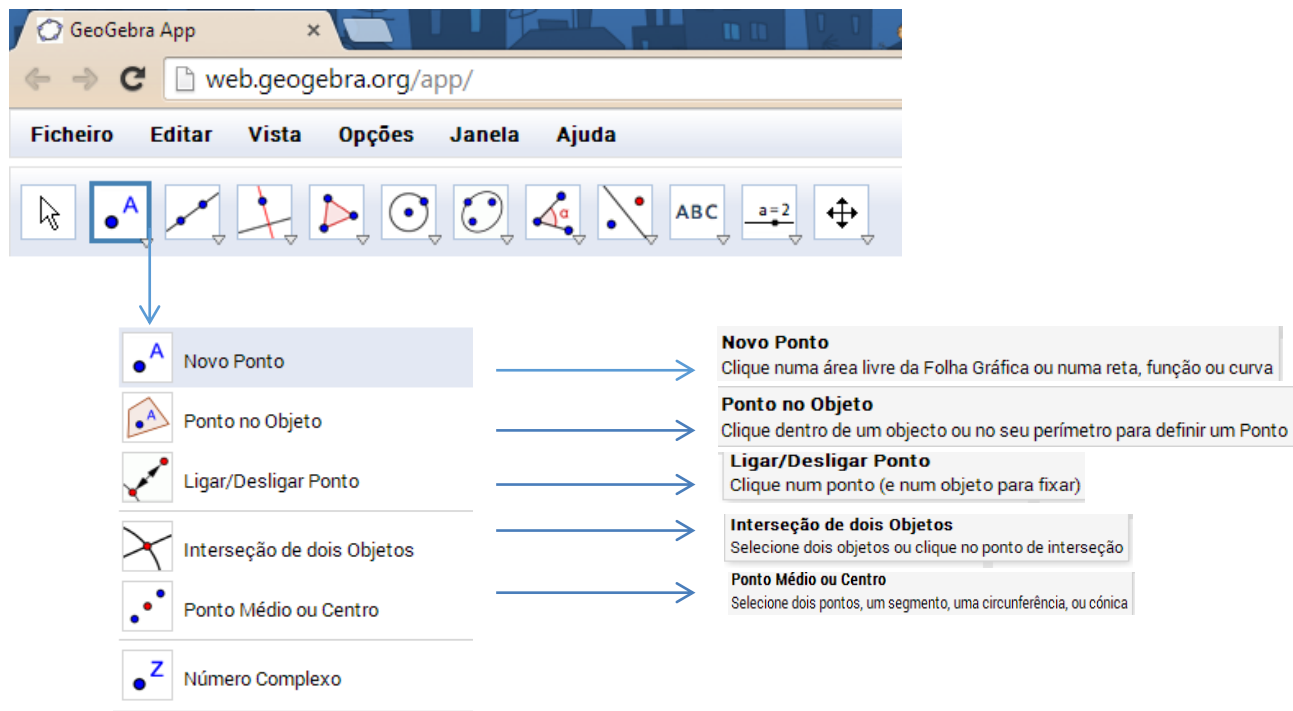 GeoGebra App
web.geogebra.org/app/
Ficheiro Editar Vista Opções Janela Ajuda
A α ABC a=2
A Novo Ponto
A Ponto no Objeto
Ligar/Desligar Ponto
Interseção de dois Objetos
Ponto Médio ou Centro
Z Número Complexo
Novo Ponto
Clique numa área livre da Folha Gráfica ou numa reta, função ou curva
Ponto no Objeto
Clique dentro de um objecto ou no seu perímetro para definir um Ponto
Ligar/Desligar Ponto
Clique num ponto (e num objeto para fixar)
Interseção de dois Objetos
Selecione dois objetos ou clique no ponto de interseção
Ponto Médio ou Centro
Selecione dois pontos, um segmento, uma circunferência, ou cónica